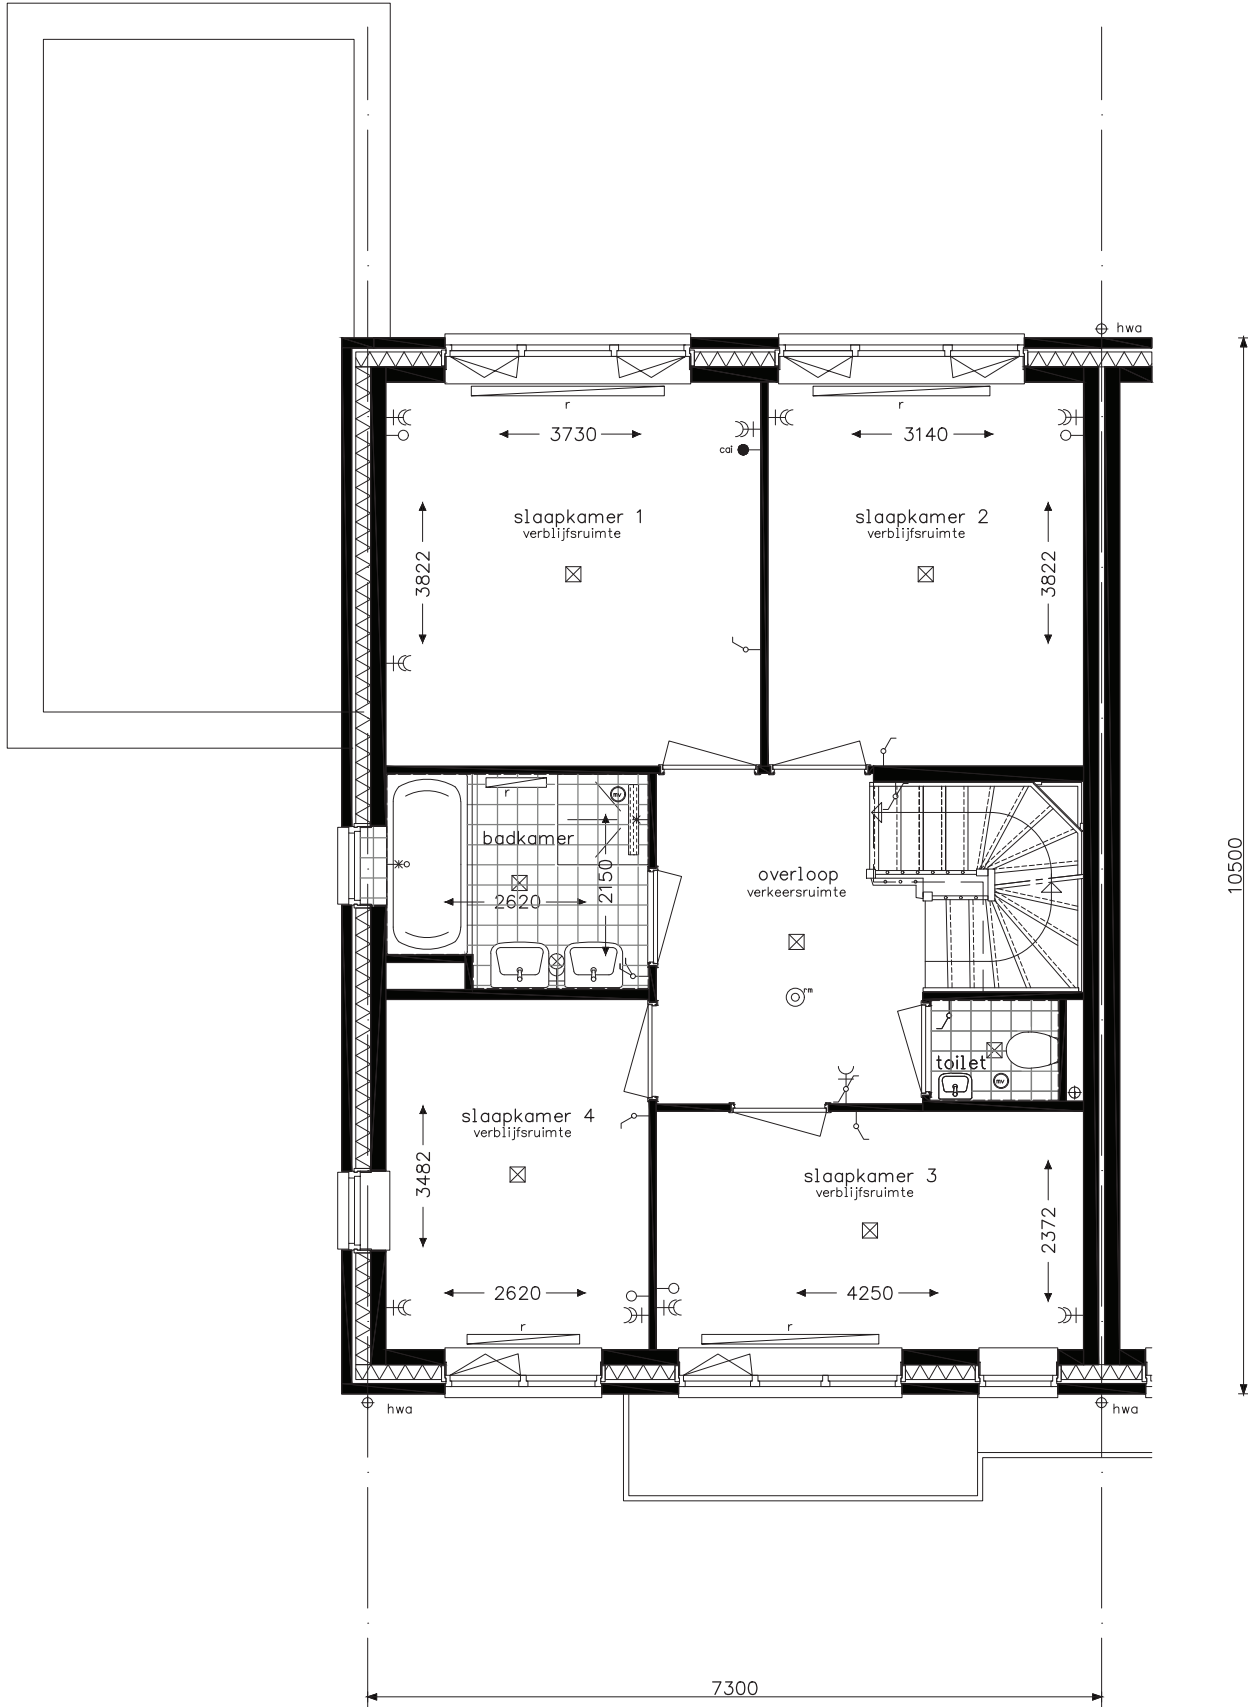 hwa
r
r
3730
3140
cai
slaapkamer 1
verblijfsruimte
slaapkamer 2
verblijfsruimte
3822
3822
r
mv
badkamer
2150
2620
overloop
verkeersruimte
10500
rm
toilet
mv
slaapkamer 4
verblijfsruimte
3482
slaapkamer 3
verblijfsruimte
2372
2620
4250
r
r
hwa
hwa
7300